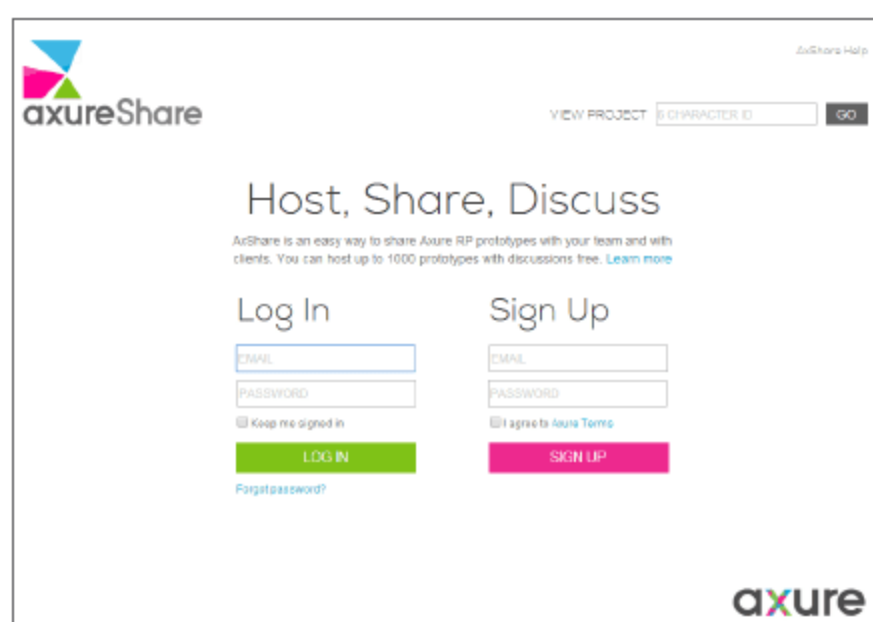 AxShare Help
axureShare
VIEW PROJECT 6 CHARACTER ID GO
Host, Share, Discuss
AxShare is an easy way to share Axure RP prototypes with your team and with
clients. You can host up to 1000 prototypes with discussions free. Learn more
Log In
EMAIL
PASSWORD
Keep me signed in
LOG IN
Forgot password?
Sign Up
EMAIL
PASSWORD
I agree to Axure Terms
SIGN UP
axure